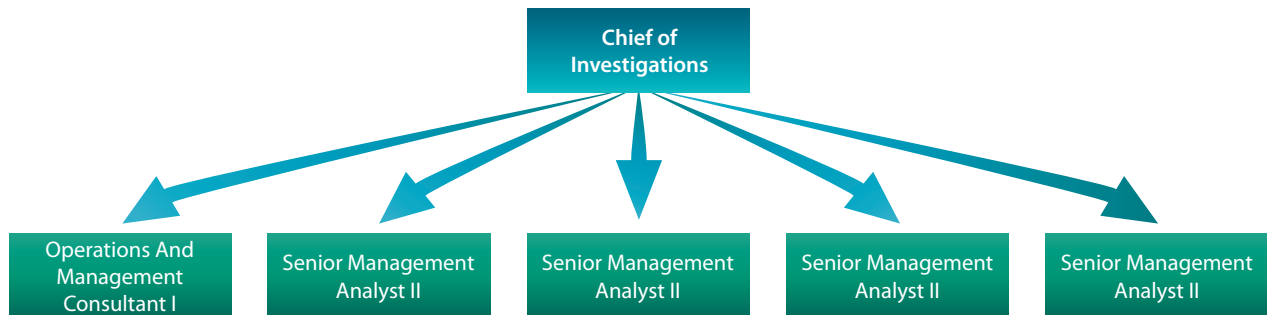 Chief of
Investigations
Operations And
Management
Consultant I
Senior Management
Analyst II
Senior Management
Analyst II
Senior Management
Analyst II
Senior Management
Analyst II